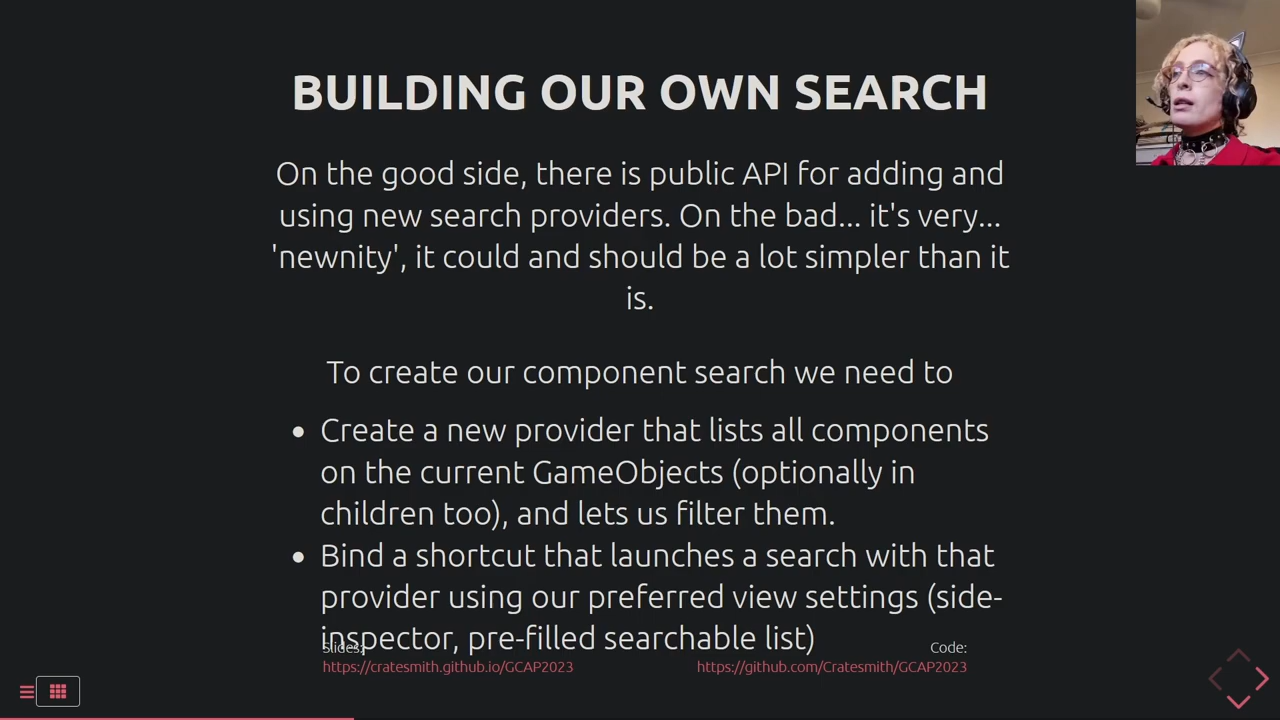 BUILDING OUR OWN SEARCH
On the good side, there is public API for adding and
using new search providers. On the bad... it's very...
'newnity', it could and should be a lot simpler than it
is.
To create our component search we need to
• Create a new provider that lists all components
on the current GameObjects (optionally in
children too), and lets us filter them.
• Bind a shortcut that launches a search with that
provider using our preferred view settings (side-
inspector, pre-filled searchable list)
Slides:
https://cratesmith.github.io/GCAP2023
Code:
https://github.com/Cratesmith/GCAP2023